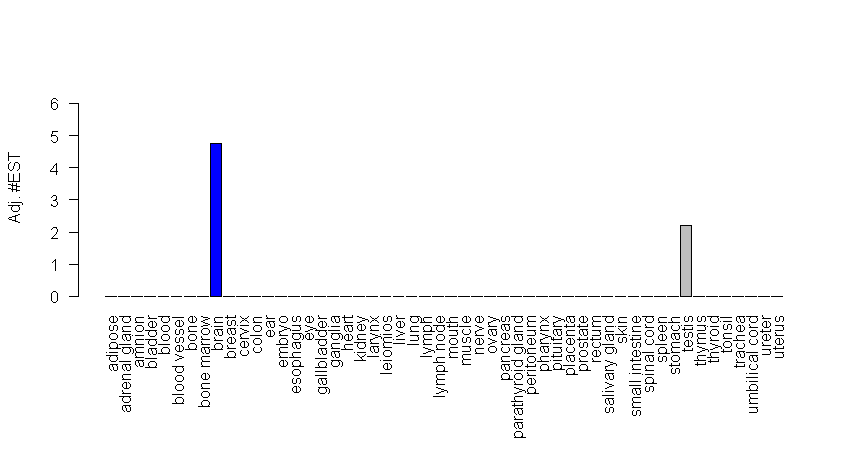 Adj. #EST
6
5
4
3
2
1
0
adipose
adrenal gland
amnion
bladder
blood
blood vessel
bone
bone marrow
brain
breast
cervix
colon
ear
embryo
esophagus
eye
gallbladder
ganglia
heart
kidney
larynx
leiomios
liver
lung
lymph
lymph node
mouth
muscle
nerve
ovary
pancreas
parathyroid gland
peritoneum
pharynx
pituitary
placenta
prostate
rectum
salivary gland
skin
small intestine
spinal cord
spleen
stomach
testis
thymus
thyroid
tonsil
trachea
umbilical cord
ureter
uterus